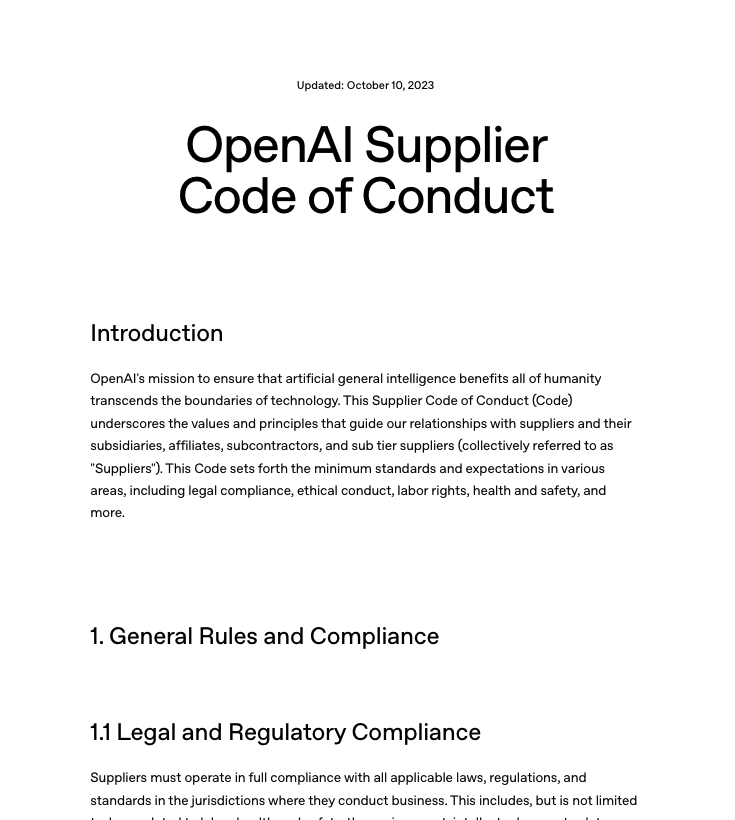 Updated: October 10, 2023
OpenAI Supplier
Code of Conduct
Introduction
OpenAI's mission to ensure that artificial general intelligence benefits all of humanity
transcends the boundaries of technology. This Supplier Code of Conduct (Code)
underscores the values and principles that guide our relationships with suppliers and their
subsidiaries, affiliates, subcontractors, and sub tier suppliers (collectively referred to as
"Suppliers"). This Code sets forth the minimum standards and expectations in various
areas, including legal compliance, ethical conduct, labor rights, health and safety, and
more.
1. General Rules and Compliance
1.1 Legal and Regulatory Compliance
Suppliers must operate in full compliance with all applicable laws, regulations, and
standards in the jurisdictions where they conduct business. This includes, but is not limited